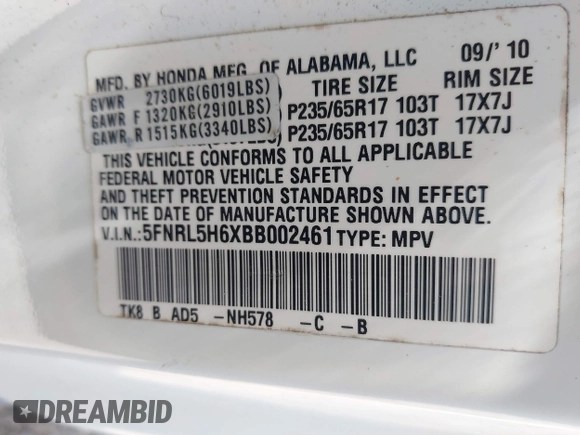 MFD. BY HONDA MFG. OF ALABAMA, LLC 09/' 10
TIRE SIZE RIM SIZE
GVWR 2730KG(6019LBS)
GAWR F 1320KG(2910LBS) P235/65R17 103T 17X7J
GAWR R 1515KG(3340LBS) P235/65R17 103T 17X7J
THIS VEHICLE CONFORMS TO ALL APPLICABLE
FEDERAL MOTOR VEHICLE SAFETY
AND THEFT PREVENTION STANDARDS IN EFFECT
ON THE DATE OF MANUFACTURE SHOWN ABOVE.
V.I.N.:5FNRL5H6XBB002461 TYPE: MPV
TK8 B AD5 -NH578 -C -B
DREAMBID